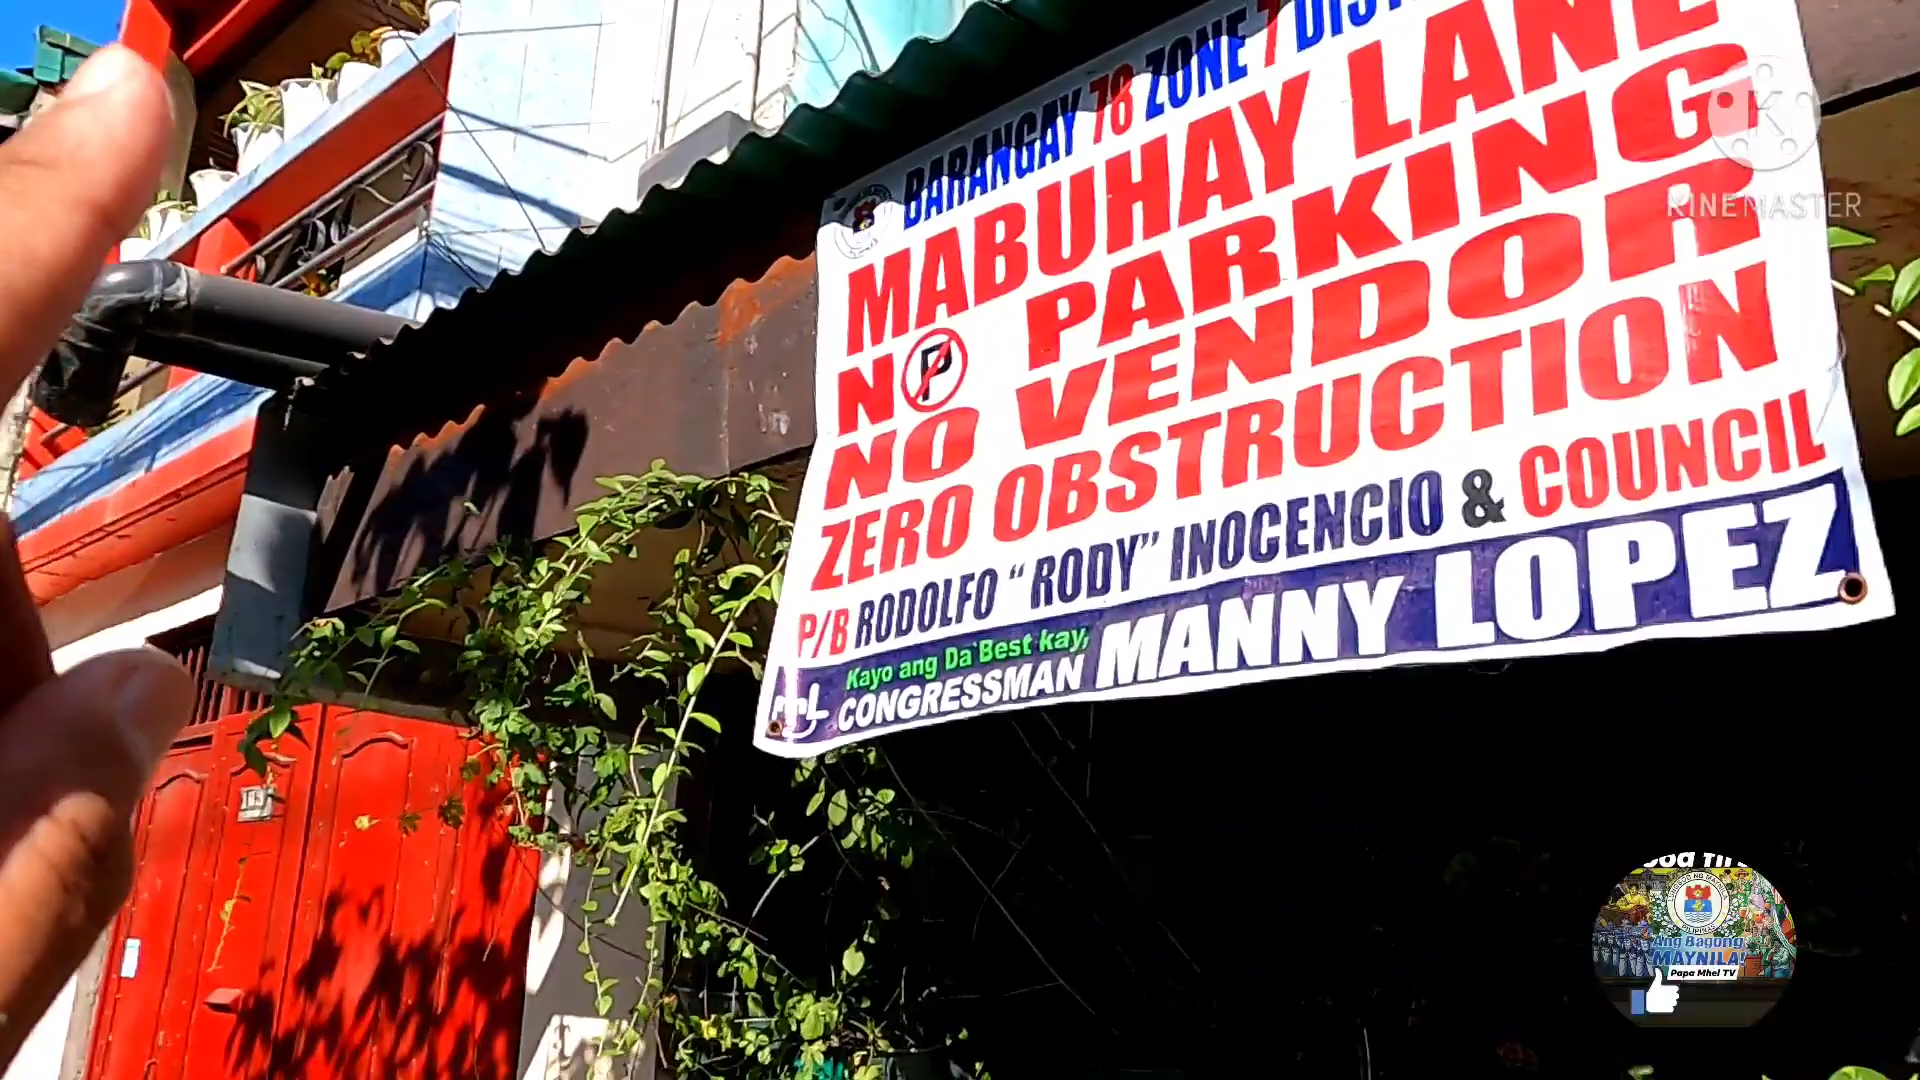 BARANGAY 78 ZONE 7
MABUHAY LANE
NO PARKING
NO VENDOR
ZERO OBSTRUCTION
P/B RODOLFO "RODY" INOCENCIO & COUNCIL
Kayo ang Da'Best kay,
CONGRESSMAN MANNY LOPEZ
KINEMASTER
Ang Bagong
MAYNILA!
Papa Mhel TV